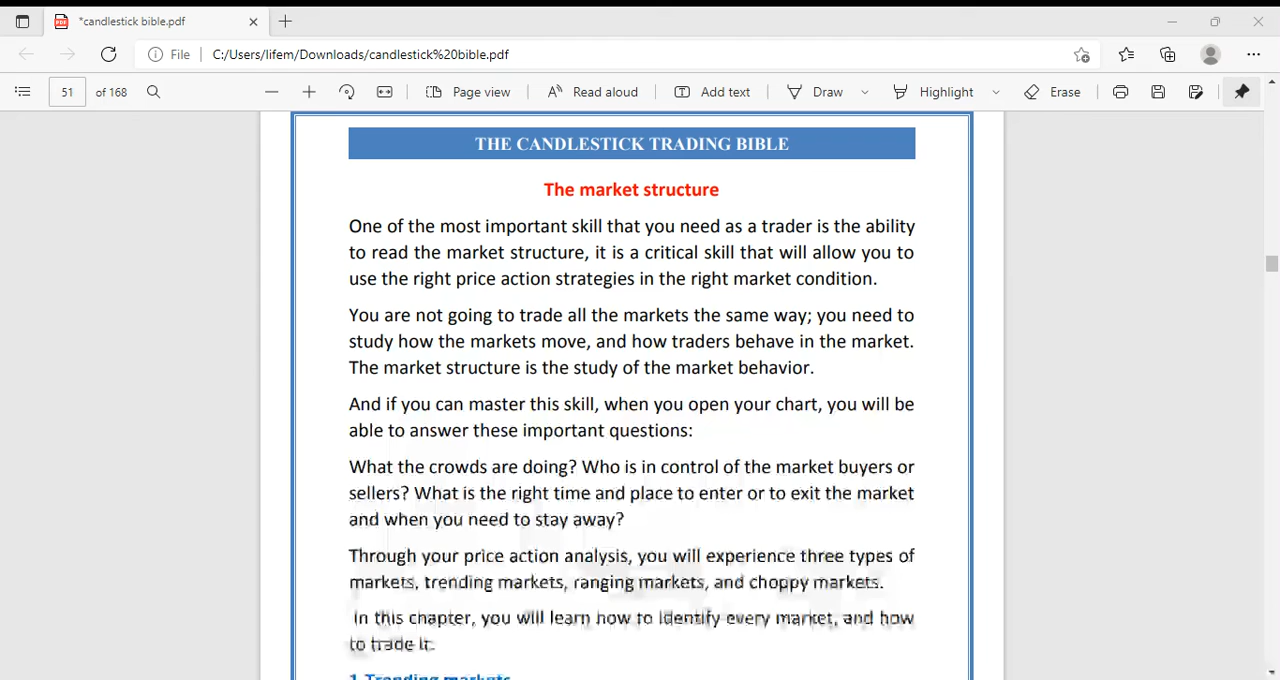 *candlestick bible.pdf
File C:/Users/lifem/Downloads/candlestick%20bible.pdf
51 of 168 Page view Read aloud Add text Draw Highlight Erase
THE CANDLESTICK TRADING BIBLE
The market structure
One of the most important skill that you need as a trader is the ability
to read the market structure, it is a critical skill that will allow you to
use the right price action strategies in the right market condition.
You are not going to trade all the markets the same way; you need to
study how the markets move, and how traders behave in the market.
The market structure is the study of the market behavior.
And if you can master this skill, when you open your chart, you will be
able to answer these important questions:
What the crowds are doing? Who is in control of the market buyers or
sellers? What is the right time and place to enter or to exit the market
and when you need to stay away?
Through your price action analysis, you will experience three types of
markets, trending markets, ranging markets, and choppy markets.
In this chapter, you will learn how to identify every market, and how
to trade it.
1 Trending markets